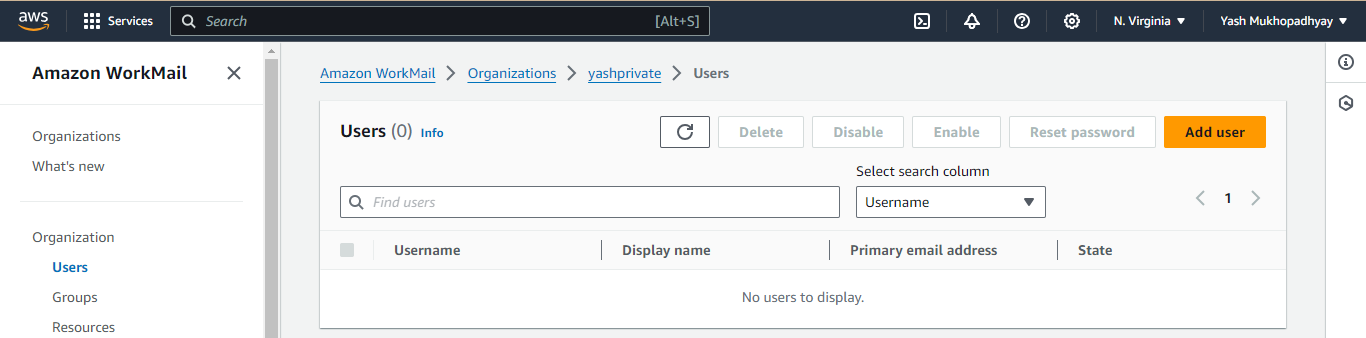 aws Services Search [Alt+S] N. Virginia Yash Mukhopadhyay
Amazon WorkMail
Organizations
What's new
Organization
Users
Groups
Resources
Amazon WorkMail Organizations yashprivate Users
Users (0) Info Delete Disable Enable Reset password Add user
Select search column
Find users Username 1
Username Display name Primary email address State
No users to display.